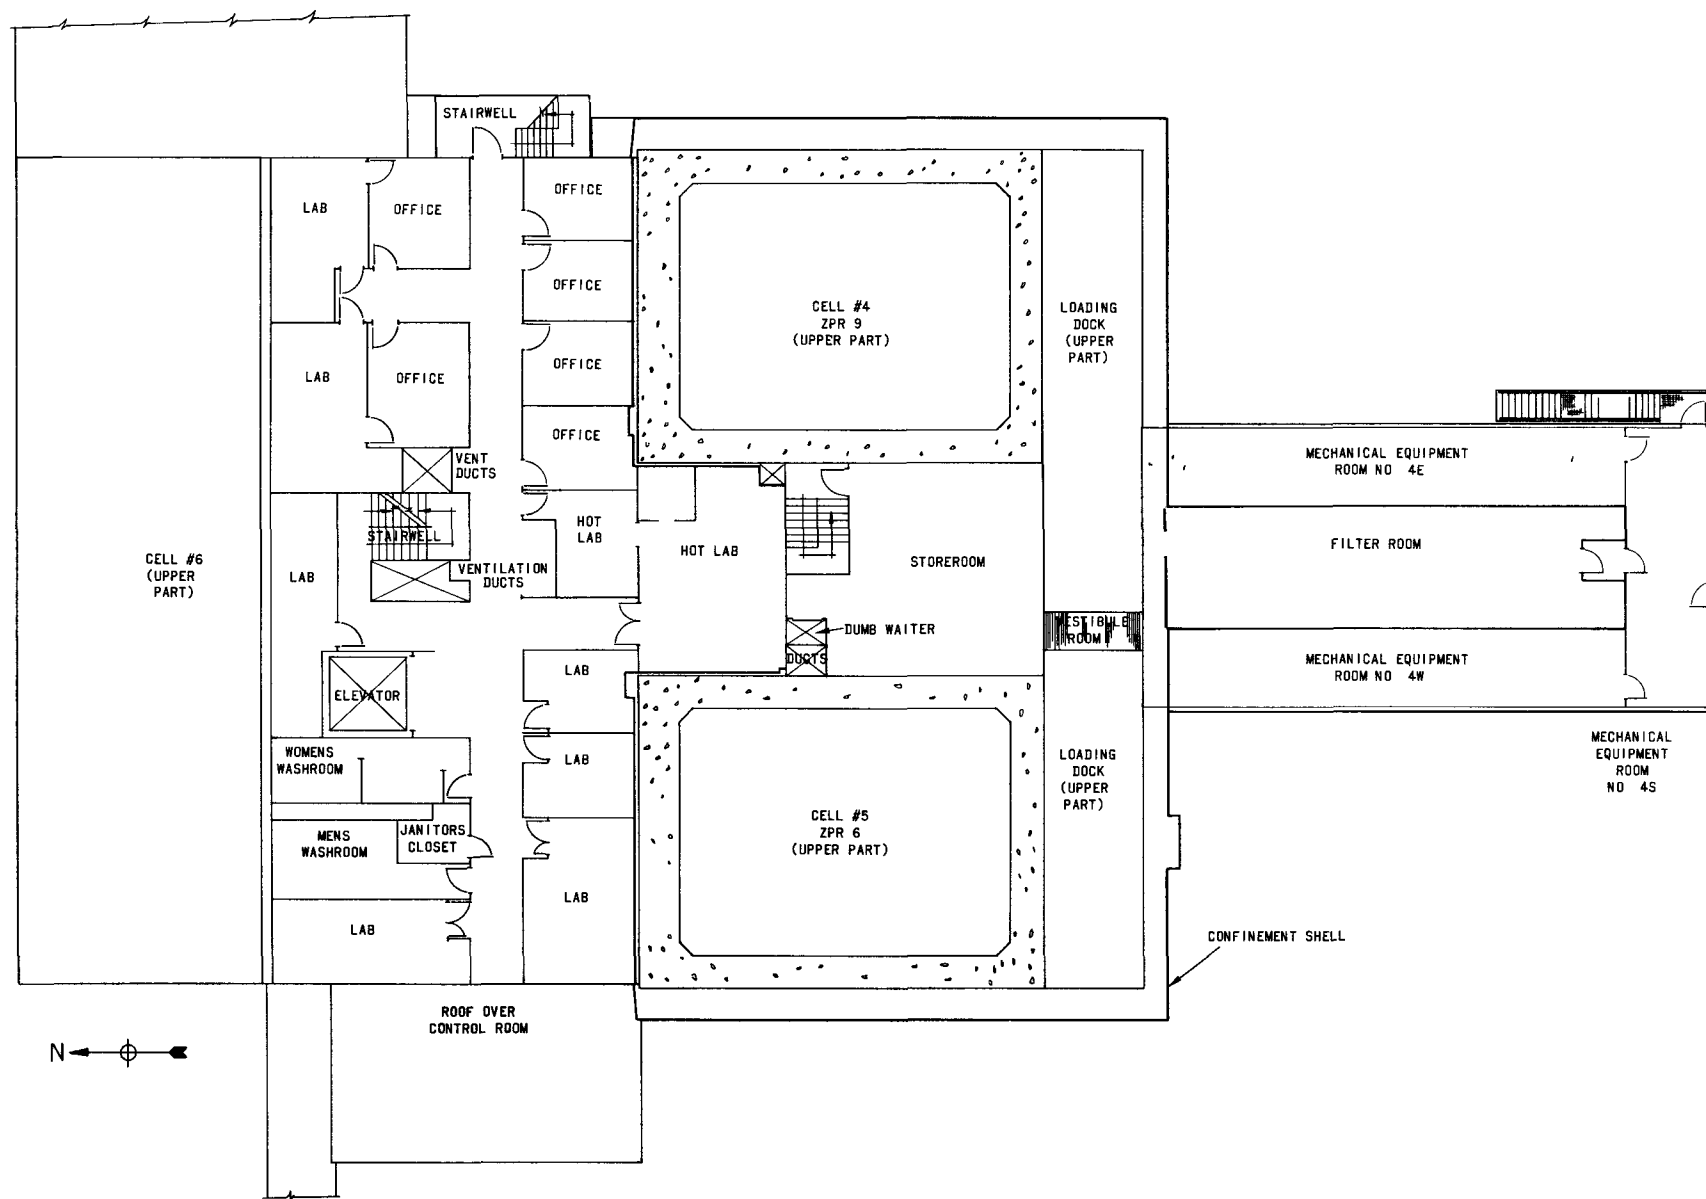 STAIRWELL
LAB
OFFICE
OFFICE
OFFICE
CELL #4
ZPR 9
(UPPER PART)
LOADING
DOCK
(UPPER
PART)
LAB
OFFICE
OFFICE
OFFICE
VENT
DUCTS
MECHANICAL EQUIPMENT
ROOM NO 4E
STAIRWELL
HOT
LAB
HOT LAB
STOREROOM
FILTER ROOM
CELL #6
(UPPER
PART)
LAB
VENTILATION
DUCTS
DUMB WAITER
VESTIBULE
ROOM
DUCTS
MECHANICAL EQUIPMENT
ROOM NO 4W
ELEVATOR
LAB
WOMENS
WASHROOM
LAB
LOADING
DOCK
(UPPER
PART)
MECHANICAL
EQUIPMENT
ROOM
NO 4S
MENS
WASHROOM
JANITORS
CLOSET
CELL #5
ZPR 6
(UPPER PART)
LAB
LAB
CONFINEMENT SHELL
ROOF OVER
CONTROL ROOM
N